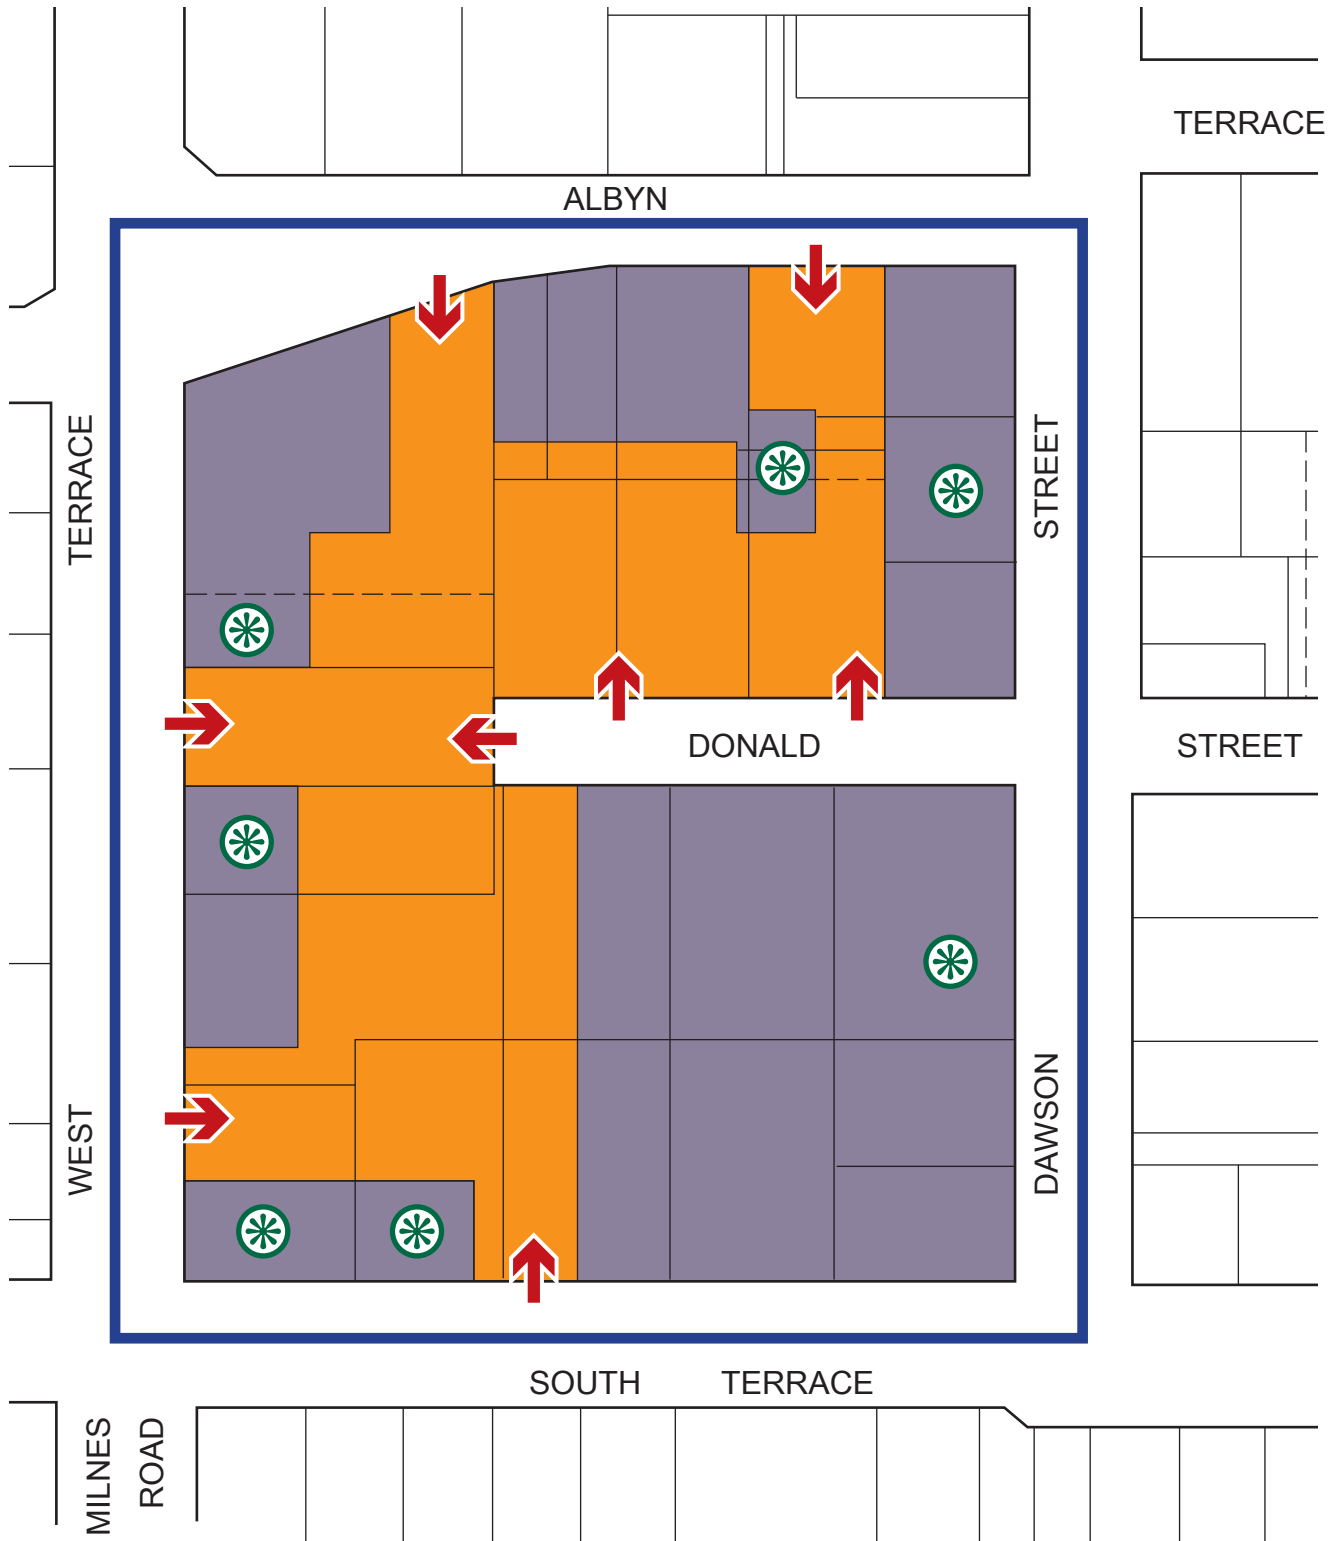 TERRACE
ALBYN
TERRACE
STREET
DONALD
STREET
WEST
DAWSON
SOUTH TERRACE
MILNES
ROAD